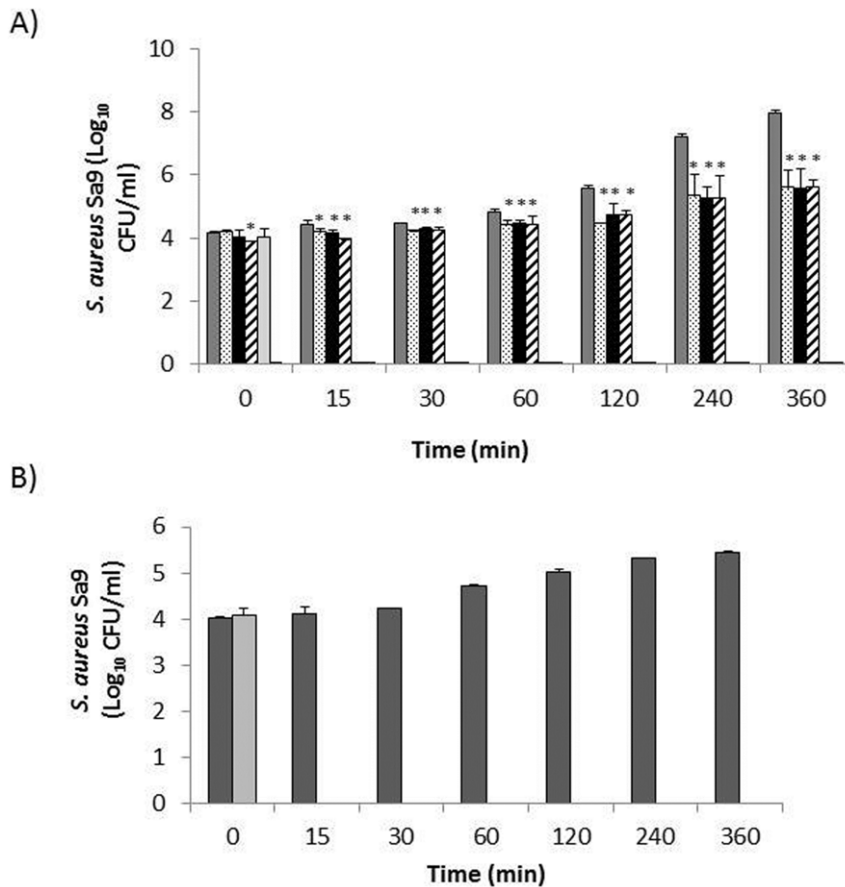 A)
S. aureus Sa9 (Log10
CFU/ml)
10
8
6
4
2
0
* * * *
* * *
* * *
* * *
* * *
* * *
0 15 30 60 120 240 360
Time (min)
B)
S. aureus Sa9
(Log10 CFU/ml)
6
5
4
3
2
1
0
0 15 30 60 120 240 360
Time (min)